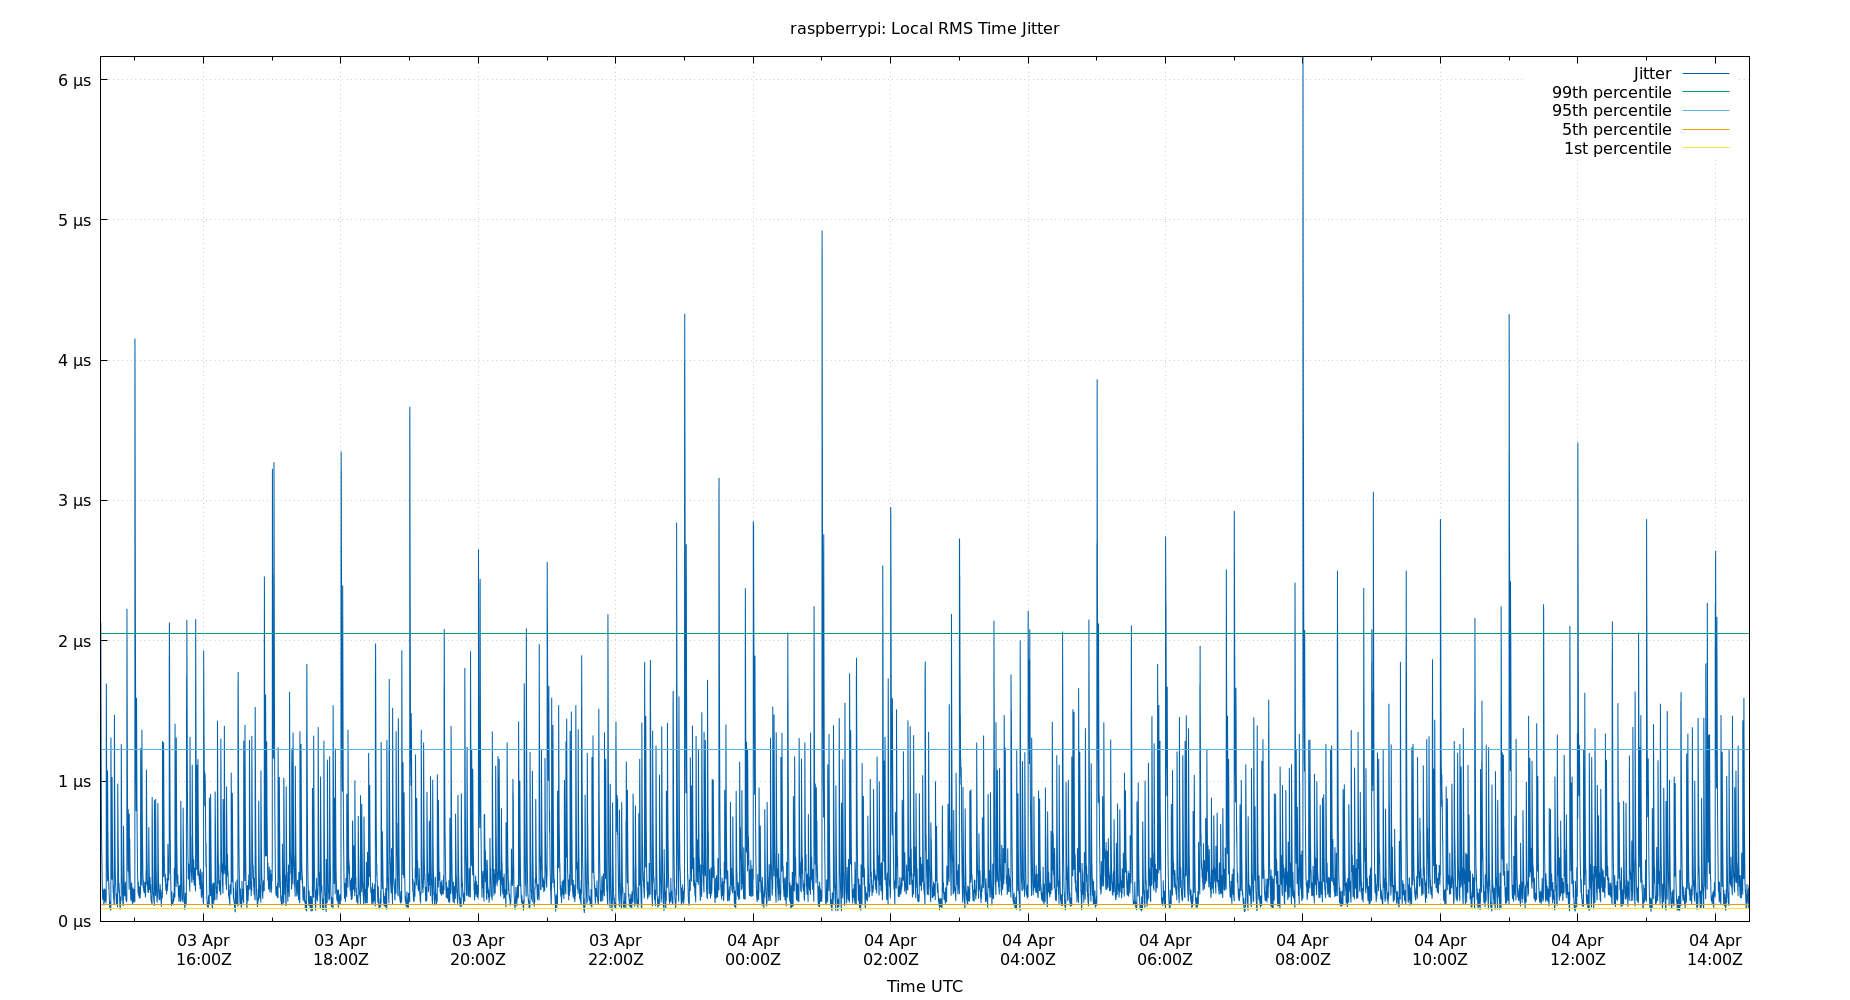 raspberrypi: Local RMS Time Jitter
6 µs
5 µs
4 µs
3 µs
2 µs
1 µs
0 µs
Jitter
99th percentile
95th percentile
5th percentile
1st percentile
03 Apr
16:00Z
03 Apr
18:00Z
03 Apr
20:00Z
03 Apr
22:00Z
04 Apr
00:00Z
04 Apr
02:00Z
04 Apr
04:00Z
04 Apr
06:00Z
04 Apr
08:00Z
04 Apr
10:00Z
04 Apr
12:00Z
04 Apr
14:00Z
Time UTC